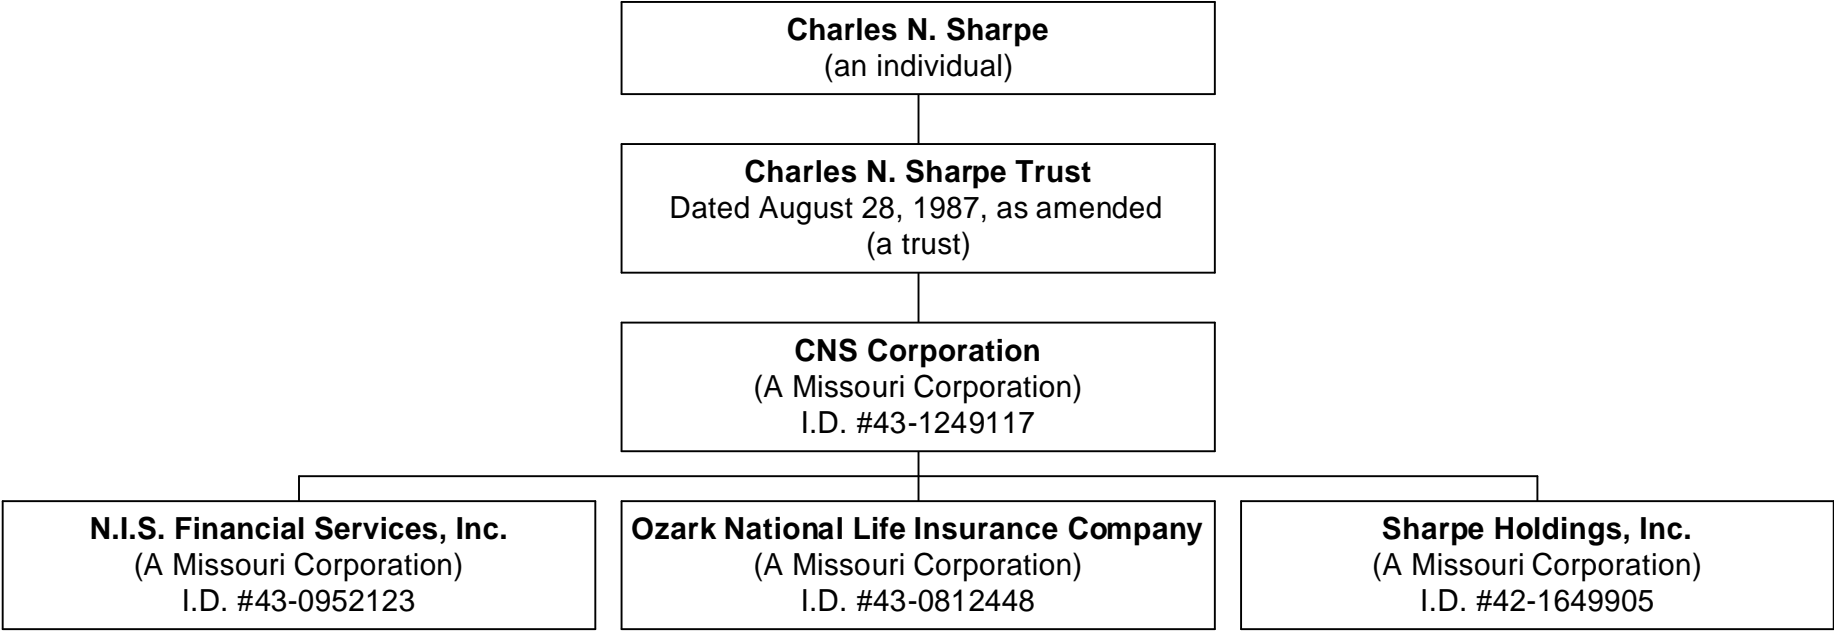 Charles N. Sharpe
(an individual)
Charles N. Sharpe Trust
Dated August 28, 1987, as amended
(a trust)
CNS Corporation
(A Missouri Corporation)
I.D. #43-1249117
N.I.S. Financial Services, Inc.
(A Missouri Corporation)
I.D. #43-0952123
Ozark National Life Insurance Company
(A Missouri Corporation)
I.D. #43-0812448
Sharpe Holdings, Inc.
(A Missouri Corporation)
I.D. #42-1649905